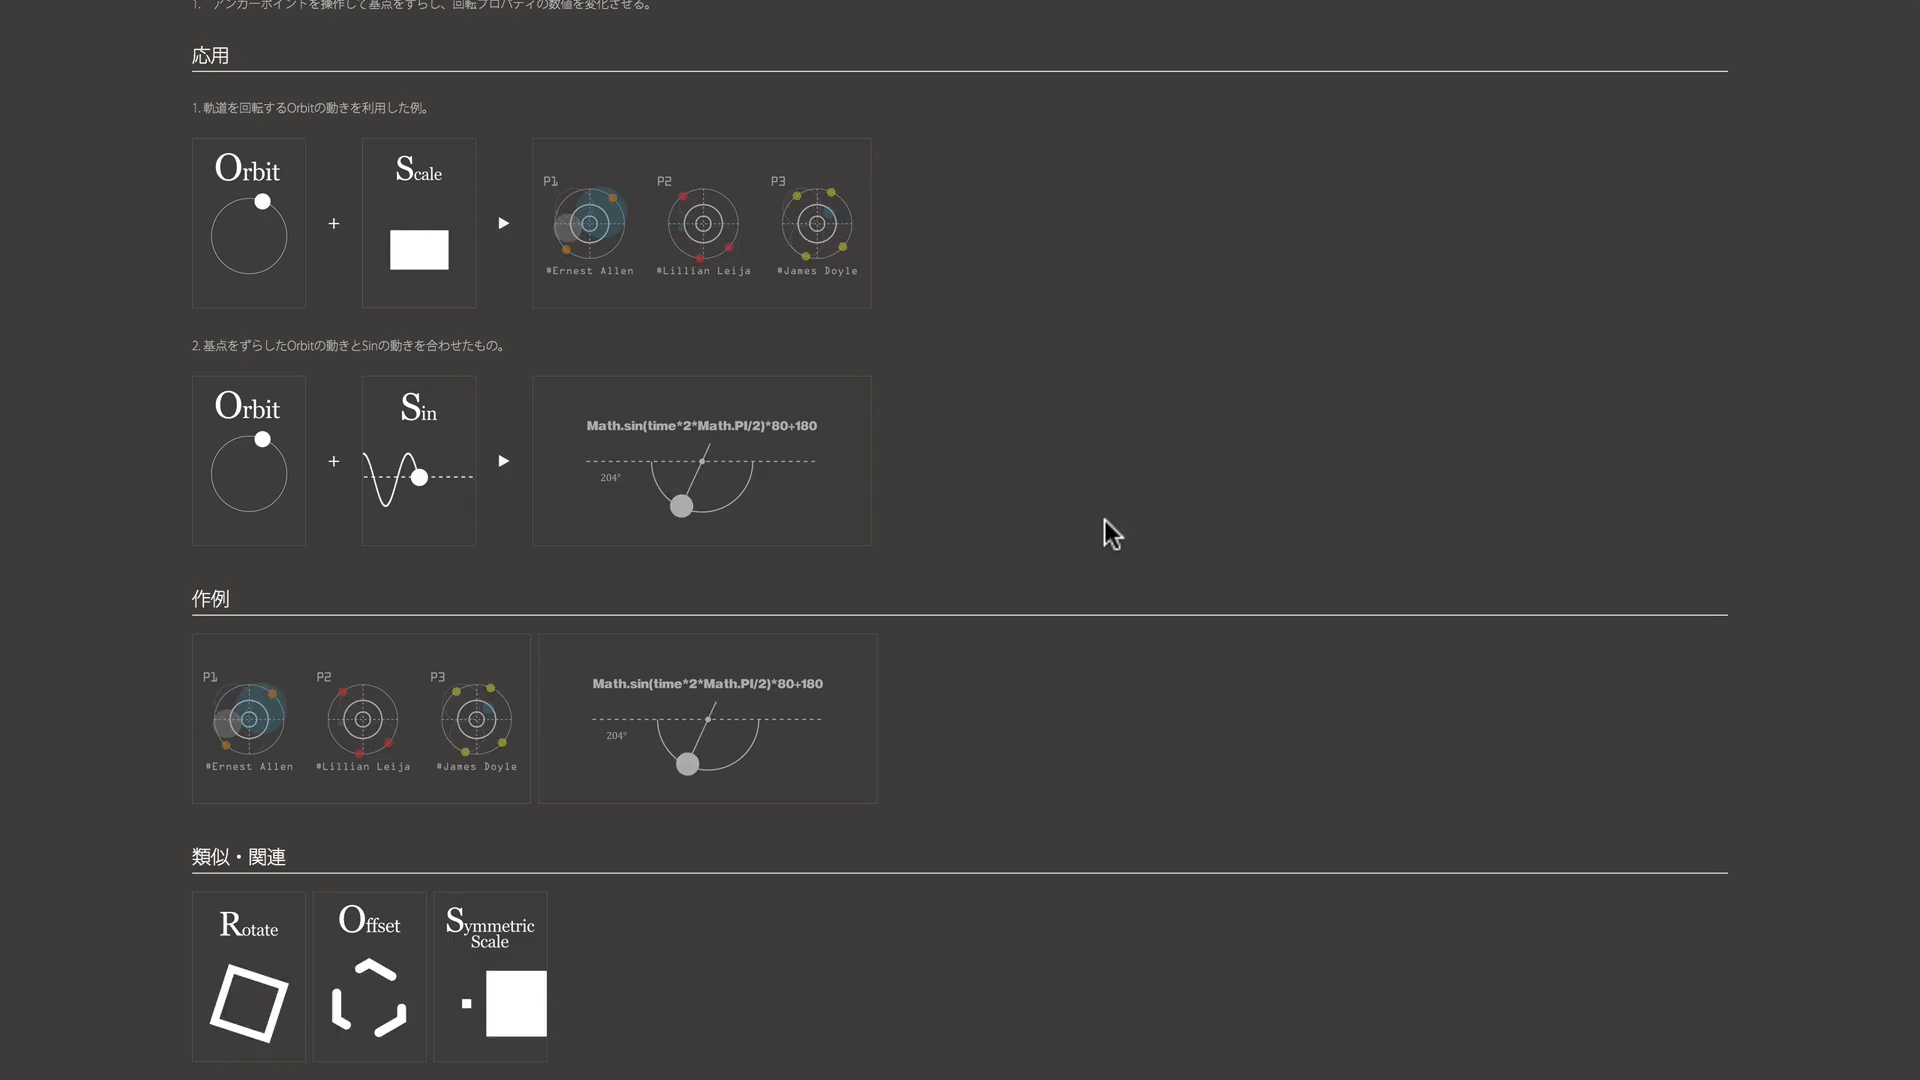 1. アンカーポイントを操作して基点をずらし、回転プロパティの数値を変化させる。
応用
1. 軌道を回転するOrbitの動きを利用した例。
Orbit
+
Scale
P1
P2
P3
#Ernest Allen
#Lillian Leija
#James Doyle
2. 基点をずらしたOrbitの動きとSinの動きを合わせたもの。
Orbit
+
Sin
Math.sin(time*2*Math.PI/2)*80+180
204°
作例
P1
P2
P3
#Ernest Allen
#Lillian Leija
#James Doyle
Math.sin(time*2*Math.PI/2)*80+180
204°
類似・関連
Rotate
Offset
Symmetric
Scale